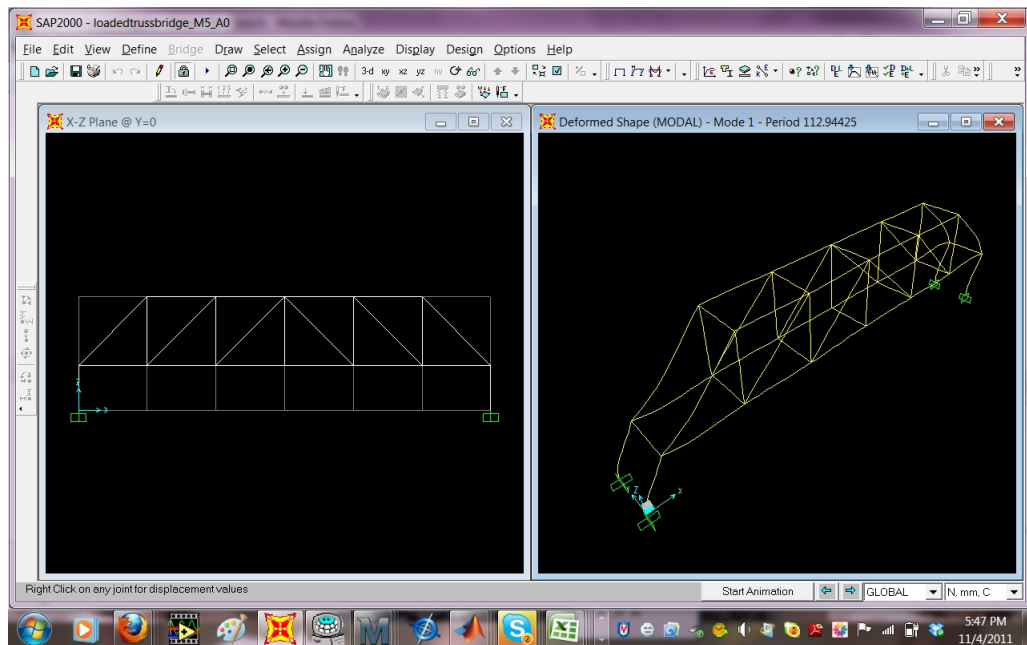 SAP2000 - loadedtrussbridge_M5_A0
File Edit View Define Bridge Draw Select Assign Analyze Display Design Options Help
3-d xy xz yz nv
X-Z Plane @ Y=0
Deformed Shape (MODAL) - Mode 1 - Period 112.94425
Z
X
Z
X
Right Click on any joint for displacement values
Start Animation
GLOBAL
N, mm, C
5:47 PM
11/4/2011